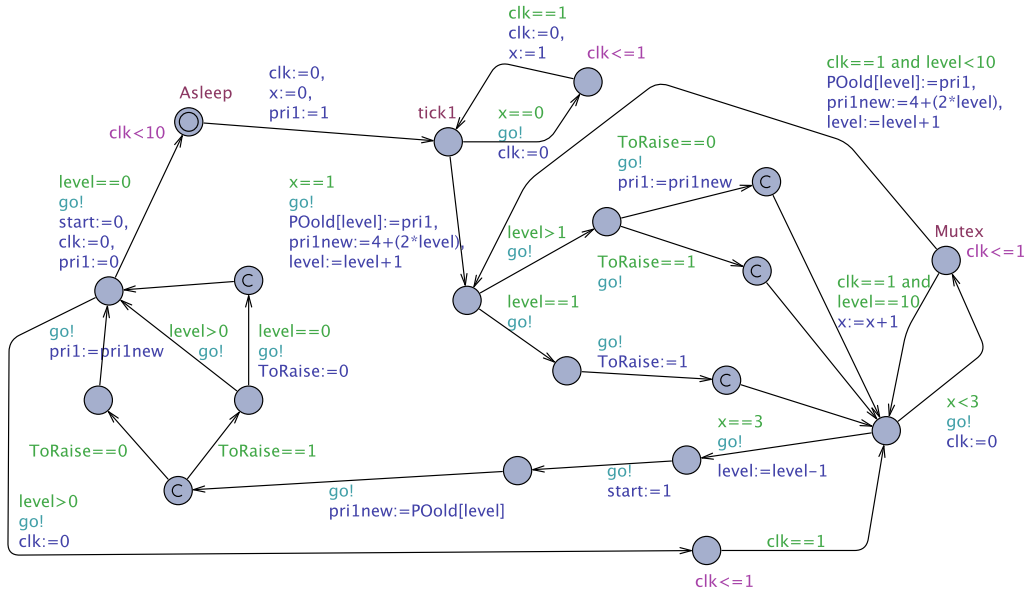 clk==1
clk:=0,
x:=1
clk<=1
clk==1 and level<10
POold[level]:=pri1,
pri1new:=4+(2*level),
level:=level+1
clk:=0,
x:=0,
pri1:=1
Asleep
clk<10
tick1
x==0
go!
clk:=0
ToRaise==0
go!
pri1:=pri1new
C
level==0
go!
start:=0,
clk:=0,
pri1:=0
x==1
go!
POold[level]:=pri1,
pri1new:=4+(2*level),
level:=level+1
level>1
go!
ToRaise==1
go!
C
Mutex
clk<=1
clk==1 and
level==10
x:=x+1
C
level==1
go!
go!
pri1:=pri1new
level>0
go!
level==0
go!
ToRaise:=0
go!
ToRaise:=1
C
x<3
go!
clk:=0
ToRaise==0
ToRaise==1
x==3
go!
level:=level-1
go!
start:=1
C
go!
pri1new:=POold[level]
level>0
go!
clk:=0
clk==1
clk<=1